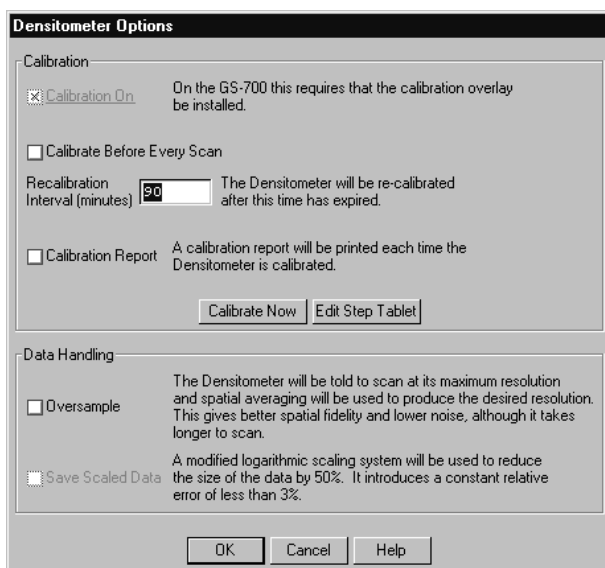 Densitometer Options
Calibration
Calibration On
On the GS-700 this requires that the calibration overlay
be installed.
Calibrate Before Every Scan
Recalibration
Interval (minutes)
90
The Densitometer will be re-calibrated
after this time has expired.
Calibration Report
A calibration report will be printed each time the
Densitometer is calibrated.
Calibrate Now
Edit Step Tablet
Data Handling
Oversample
The Densitometer will be told to scan at its maximum resolution
and spatial averaging will be used to produce the desired resolution.
This gives better spatial fidelity and lower noise, although it takes
longer to scan.
Save Scaled Data
A modified logarithmic scaling system will be used to reduce
the size of the data by 50%. It introduces a constant relative
error of less than 3%.
OK
Cancel
Help